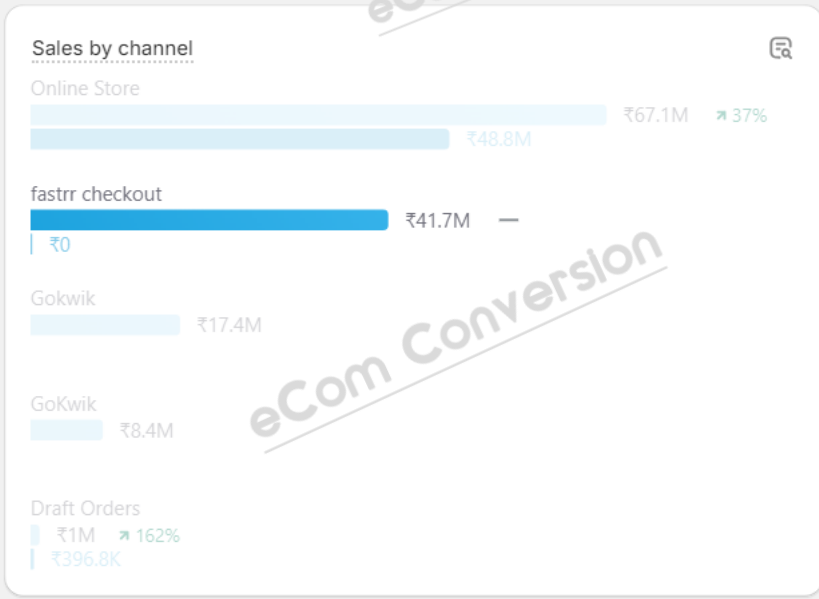 Sales by channel
Online Store
₹67.1M ↗ 37%
₹48.8M
fastrr checkout
₹41.7M —
₹0
Gokwik
₹17.4M
eCom Conversion
GoKwik
₹8.4M
Draft Orders
₹1M ↗ 162%
₹396.8K